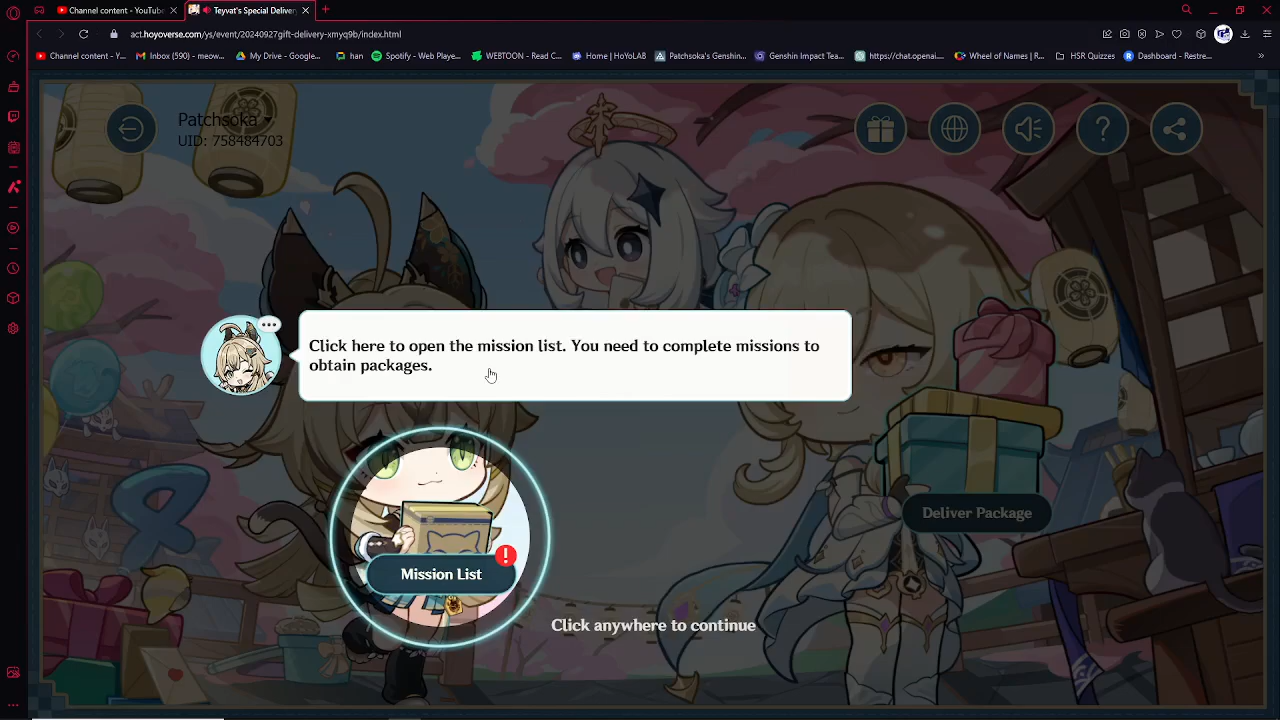 Channel content - YouTube
Teyvat's Special Delivery
act.hoyoverse.com/ys/event/20240927gift-delivery-xmyq9b/index.html
Channel content - Y...
Inbox (590) - meow...
My Drive - Google...
han
Spotify - Web Playe...
WEBTOON - Read C...
Home | HoYoLAB
Patchsoka's Genshin...
Genshin Impact Tea...
https://chat.openai....
Wheel of Names | R...
HSR Quizzes
Dashboard - Restre...
Patchsoka
UID: 758484703
Click here to open the mission list. You need to complete missions to
obtain packages.
Deliver Package
Mission List
Click anywhere to continue